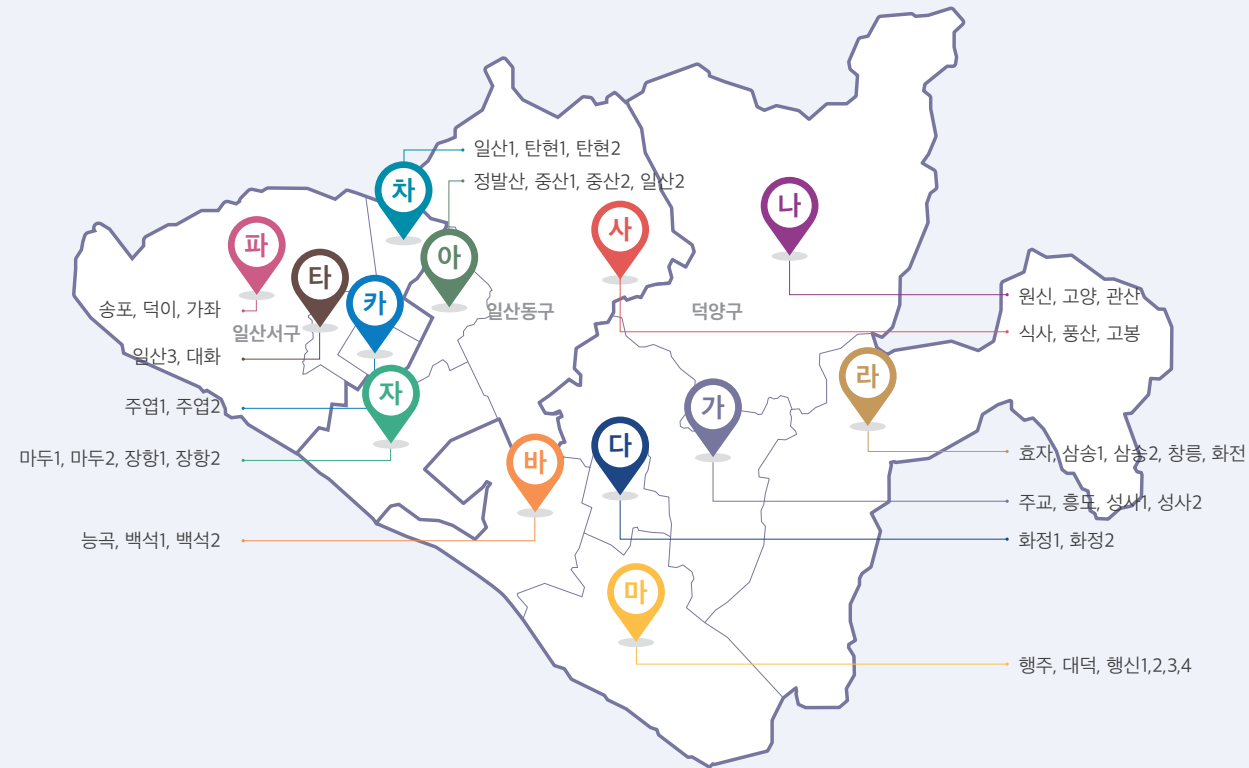 일산1, 탄현1, 탄현2
정발산, 중산1, 중산2, 일산2
차
나
사
파
아
타
카
원신, 고양, 관산
송포, 덕이, 가좌
일산동구
덕양구
일산서구
식사, 풍산, 고봉
일산3, 대화
라
자
가
주엽1, 주엽2
다
바
마두1, 마두2, 장항1, 장항2
효자, 삼송1, 삼송2, 창릉, 화전
주교, 흥도, 성사1, 성사2
능곡, 백석1, 백석2
화정1, 화정2
마
행주, 대덕, 행신1,2,3,4